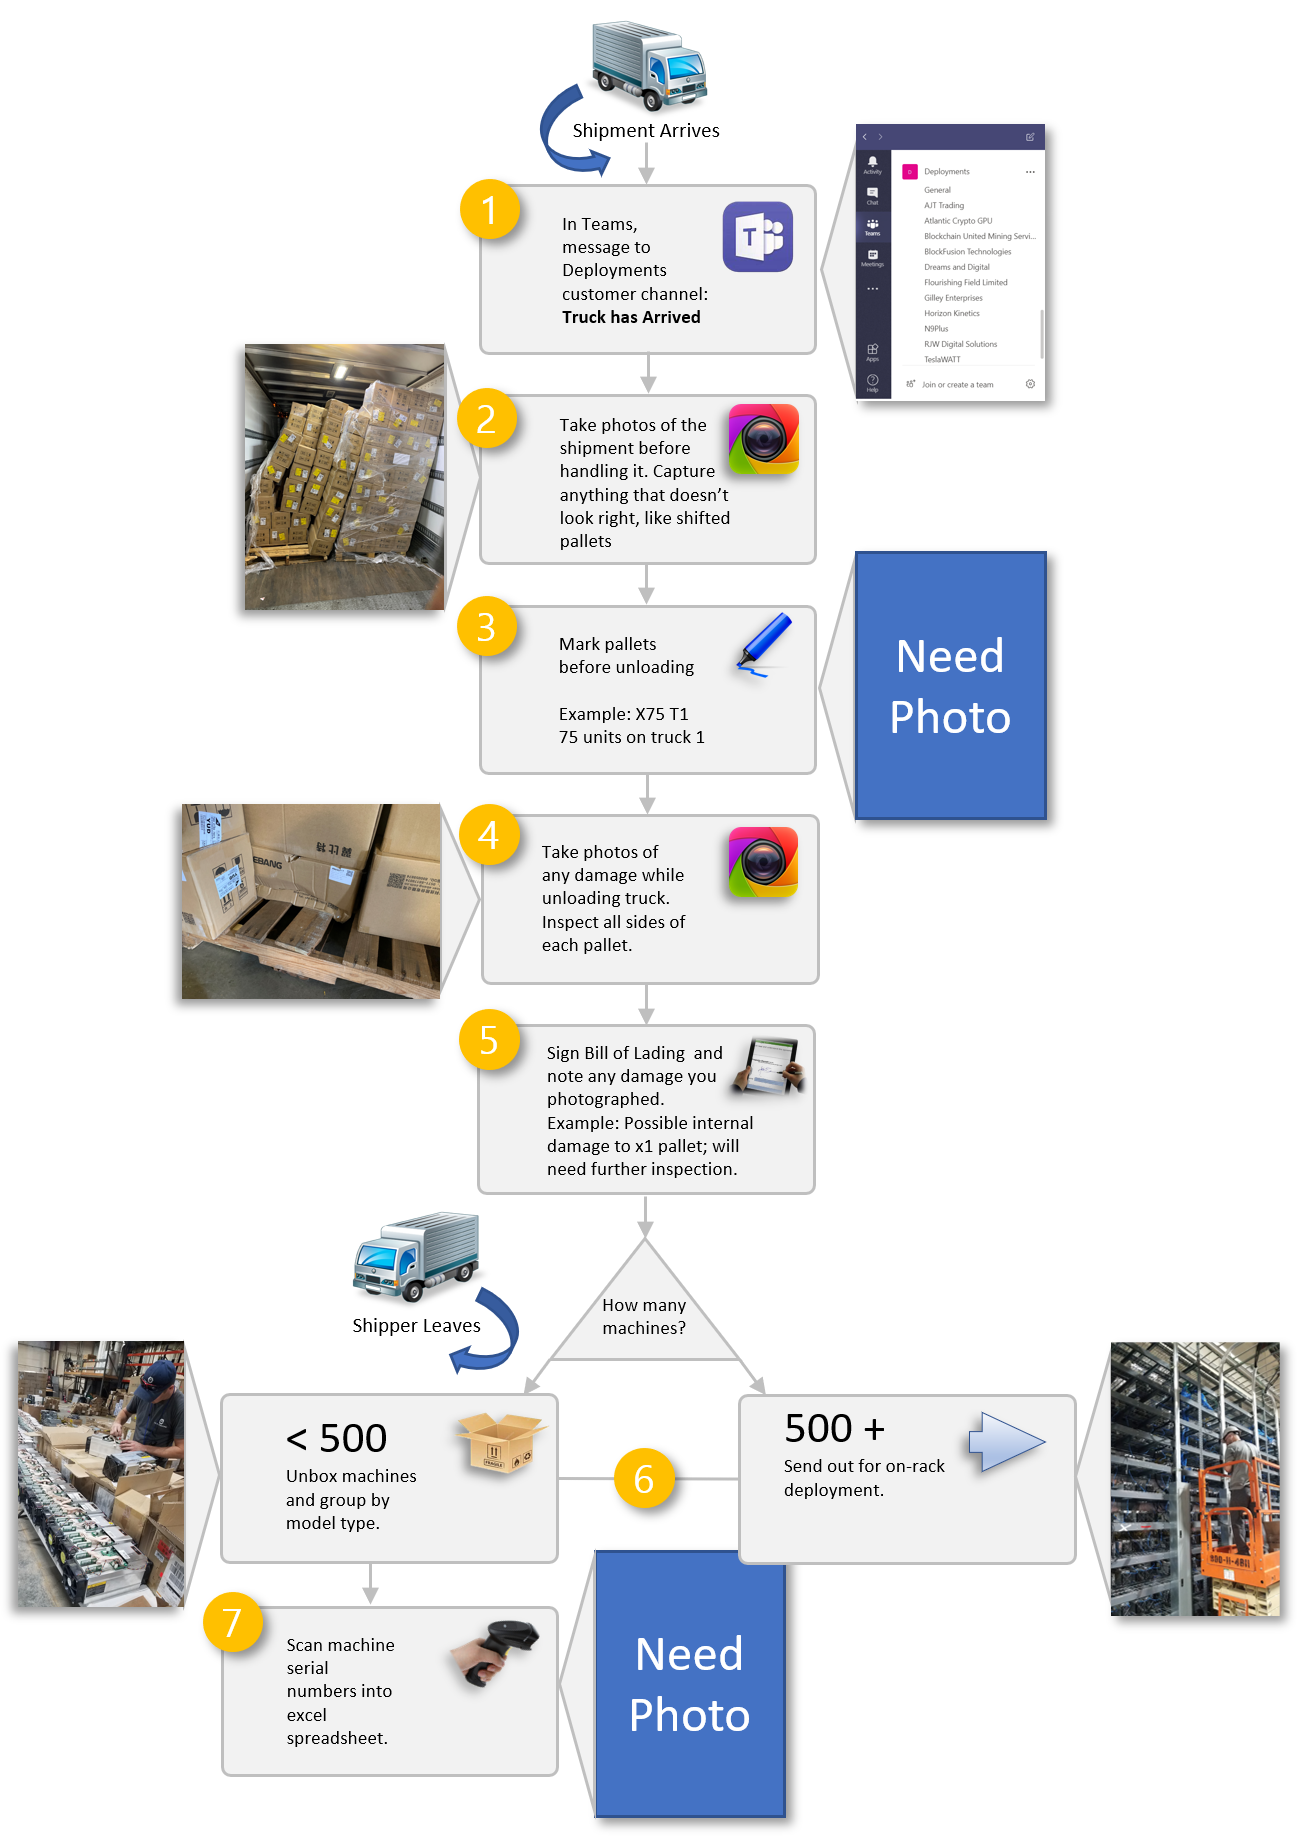 Shipment Arrives
1
In Teams,
message to
Deployments
customer channel:
Truck has Arrived
T
Activity
Chat
Teams
Meetings
Apps
Help
D
Deployments
General
AJT Trading
Atlantic Crypto GPU
Blockchain United Mining Servi...
BlockFusion Technologies
Dreams and Digital
Flourishing Field Limited
Gilley Enterprises
Horizon Kinetics
N9Plus
RJW Digital Solutions
TeslaWATT
Join or create a team
2
Take photos of the
shipment before
handling it. Capture
anything that doesn’t
look right, like shifted
pallets
3
Mark pallets
before unloading
Example: X75 T1
75 units on truck 1
Need
Photo
4
Take photos of
any damage while
unloading truck.
Inspect all sides of
each pallet.
YUD
EBANG
5
Sign Bill of Lading and
note any damage you
photographed.
Example: Possible internal
damage to x1 pallet; will
need further inspection.
Shipper Leaves
How many
machines?
< 500
Unbox machines
and group by
model type.
FRAGILE
6
500 +
Send out for on-rack
deployment.
7
Scan machine
serial
numbers into
excel
spreadsheet.
Need
Photo